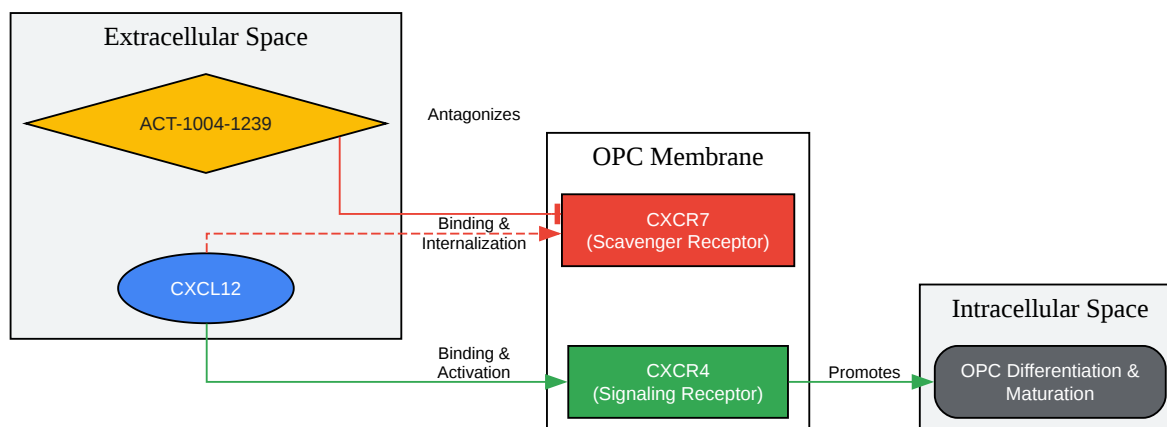 Extracellular Space
ACT-1004-1239
Antagonizes
OPC Membrane
CXCR7
(Scavenger Receptor)
Binding &
Internalization
CXCL12
Intracellular Space
Binding &
Activation
CXCR4
(Signaling Receptor)
Promotes
OPC Differentiation &
Maturation